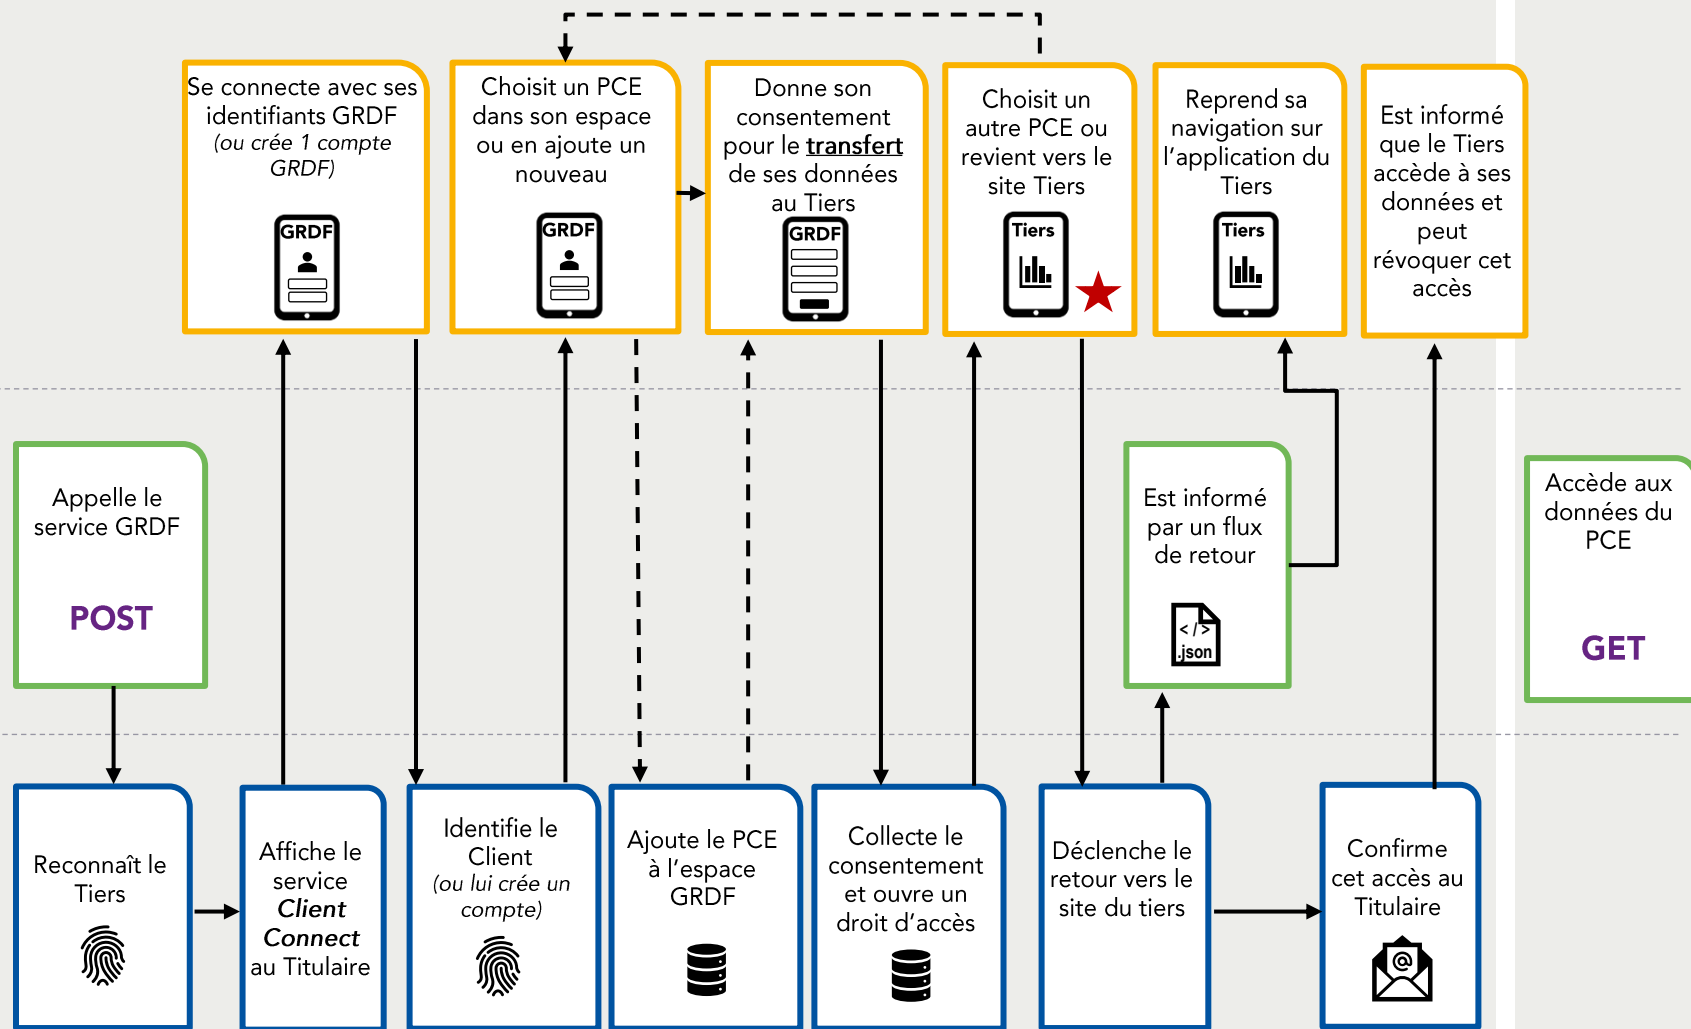 Se connecte avec ses
identifiants GRDF
(ou crée 1 compte
GRDF)
GRDF
Choisit un PCE
dans son espace
ou en ajoute un
nouveau
GRDF
Donne son
consentement
pour le transfert
de ses données
au Tiers
GRDF
Choisit un
autre PCE ou
revient vers le
site Tiers
Tiers
Reprend sa
navigation sur
l'application du
Tiers
Tiers
Est informé
que le Tiers
accède à ses
données et
peut
révoquer cet
accès
Appelle le
service GRDF
POST
Est informé
par un flux
de retour
</>
.json
Accède aux
données du
PCE
GET
Reconnaît le
Tiers
Affiche le
service
Client
Connect
au Titulaire
Identifie le
Client
(ou lui crée un
compte)
Ajoute le PCE
à l'espace
GRDF
Collecte le
consentement
et ouvre un
droit d'accès
Déclenche le
retour vers le
site du tiers
Confirme
cet accès au
Titulaire
@